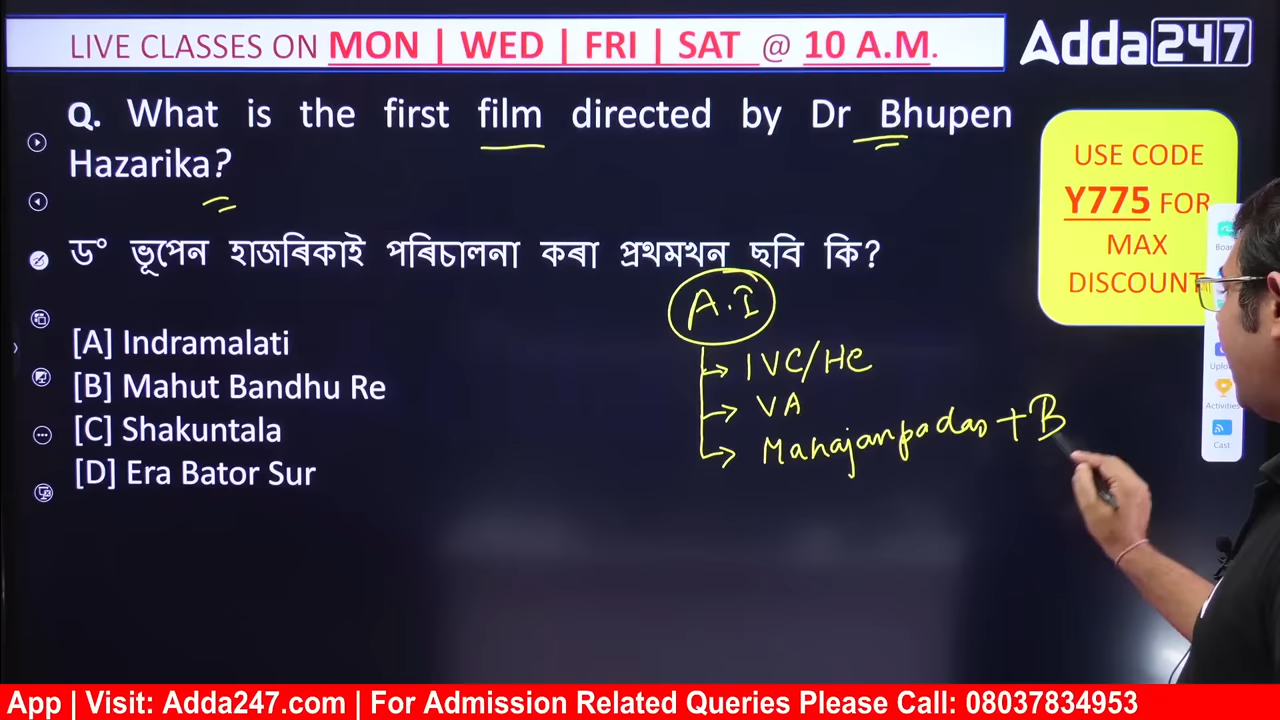 LIVE CLASSES ON MON | WED | FRI | SAT @ 10 A.M.
Adda247
Q. What is the first film directed by Dr Bhupen
Hazarika?
ড° ভূপেন হাজৰিকাই পৰিচালনা কৰা প্ৰথমখন ছবি কি?
[A] Indramalati
[B] Mahut Bandhu Re
[C] Shakuntala
[D] Era Bator Sur
A.I
IVC/HC
VA
Mahajanpadas + B
USE CODE
Y775 FOR
MAX
DISCOUNT
Activities
Cast
App | Visit: Adda247.com | For Admission Related Queries Please Call: 08037834953